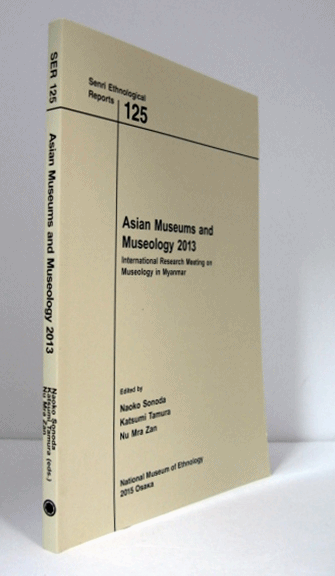 SER 125
Asian Museums and Museology 2013
Naoko Sonoda
Katsumi Tamura (eds.)
Nu Mra Zan
Senri Ethnological
Reports
125
Asian Museums and
Museology 2013
International Research Meeting on
Museology in Myanmar
Edited by
Naoko Sonoda
Katsumi Tamura
Nu Mra Zan
National Museum of Ethnology
2015 Osaka